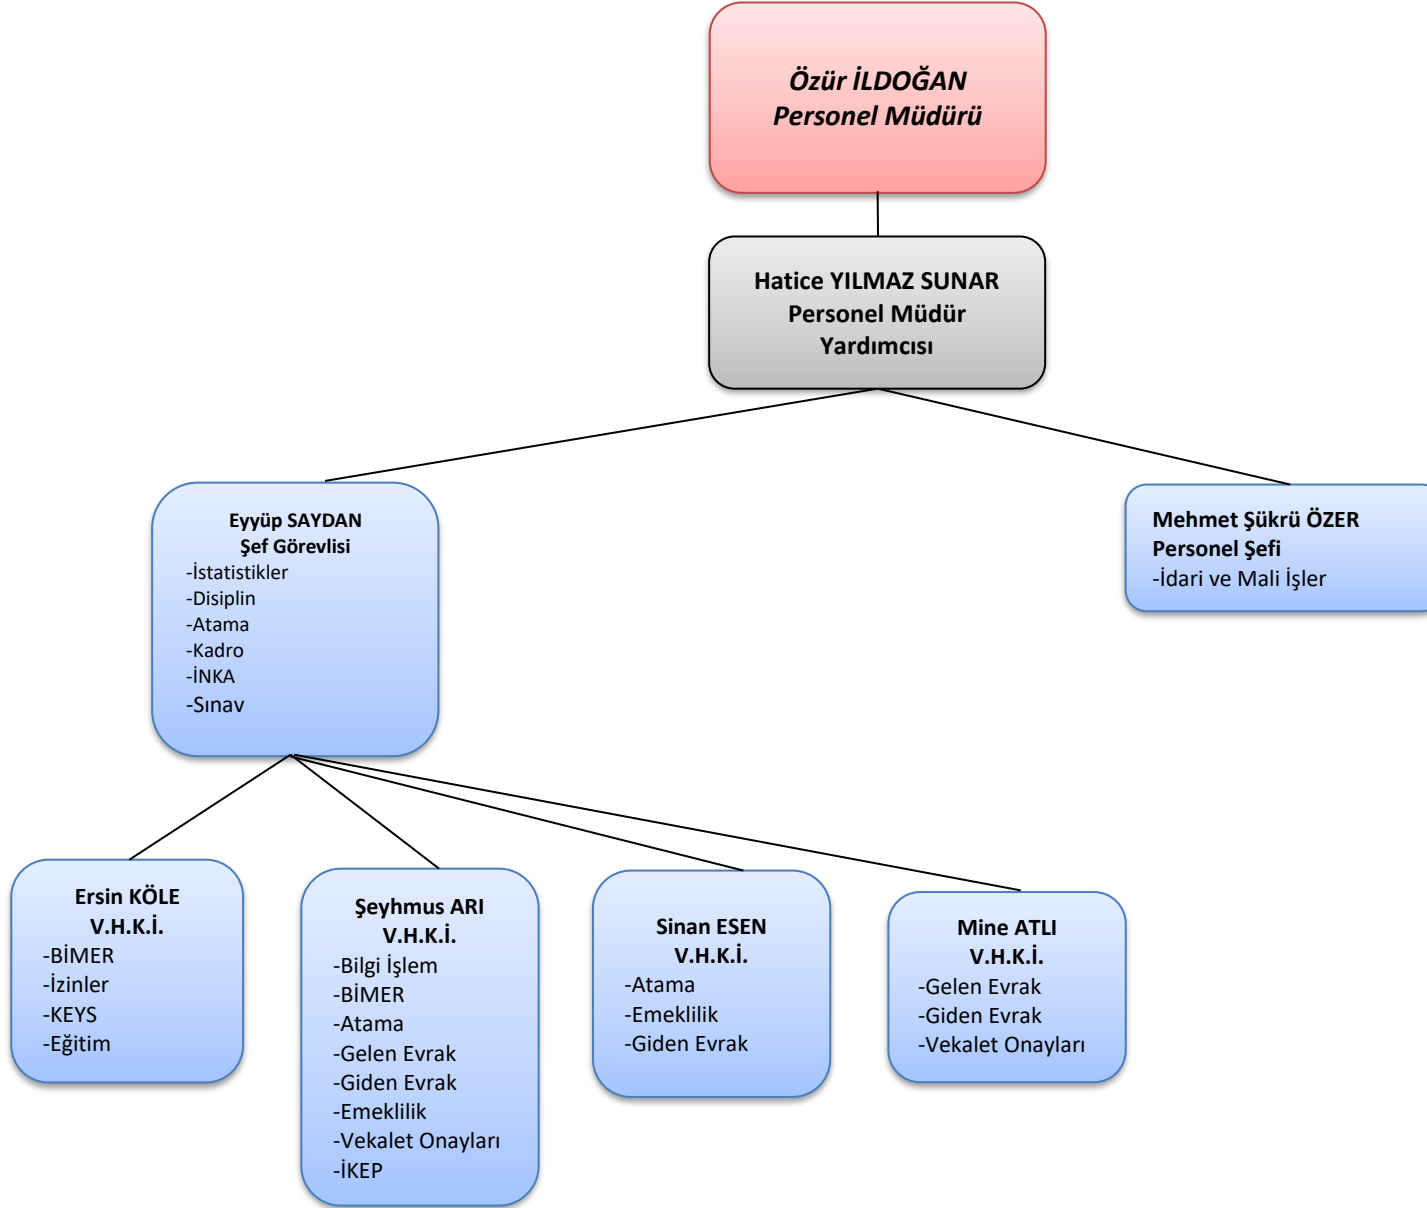 Özür İLDOĞAN
Personel Müdürü
Hatice YILMAZ SUNAR
Personel Müdür
Yardımcısı
Eyyüp SAYDAN
Şef Görevlisi
-İstatistikler
-Disiplin
-Atama
-Kadro
-İNKA
-Sınav
Mehmet Şükrü ÖZER
Personel Şefi
-İdari ve Mali İşler
Ersin KÖLE
V.H.K.İ.
-BİMER
-İzinler
-KEYS
-Eğitim
Şeyhmus ARI
V.H.K.İ.
-Bilgi İşlem
-BİMER
-Atama
-Gelen Evrak
-Giden Evrak
-Emeklilik
-Vekalet Onayları
-İKEP
Sinan ESEN
V.H.K.İ.
-Atama
-Emeklilik
-Giden Evrak
Mine ATLI
V.H.K.İ.
-Gelen Evrak
-Giden Evrak
-Vekalet Onayları